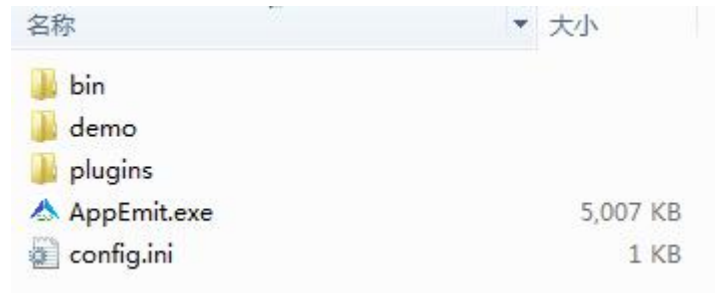 名称 大小
bin
demo
plugins
AppEmit.exe 5,007 KB
config.ini 1 KB